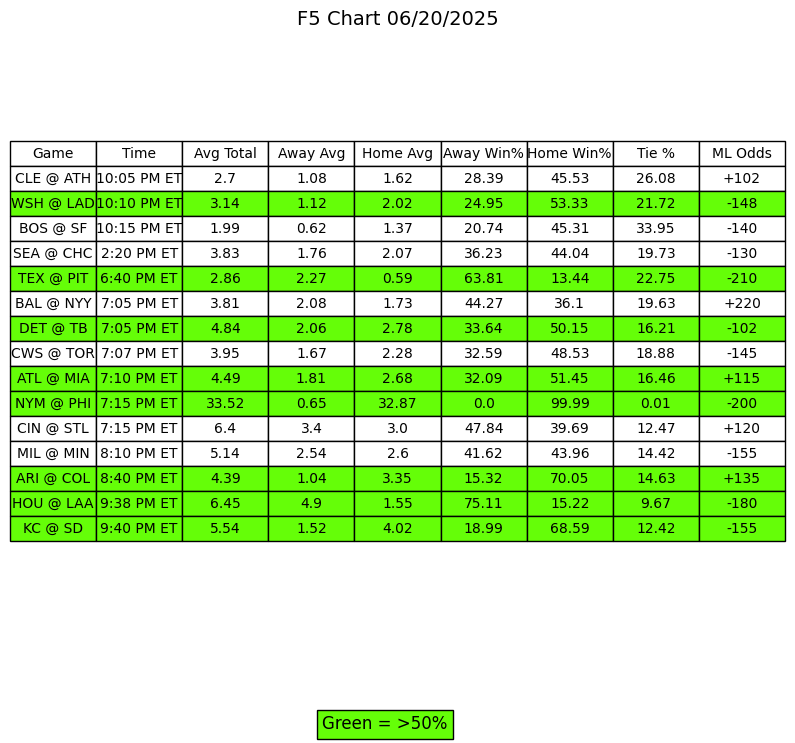 F5 Chart 06/20/2025
Game Time Avg Total Away Avg Home Avg Away Win% Home Win% Tie % ML Odds
CLE @ ATH 10:05 PM ET 2.7 1.08 1.62 28.39 45.53 26.08 +102
WSH @ LAD 10:10 PM ET 3.14 1.12 2.02 24.95 53.33 21.72 -148
BOS @ SF 10:15 PM ET 1.99 0.62 1.37 20.74 45.31 33.95 -140
SEA @ CHC 2:20 PM ET 3.83 1.76 2.07 36.23 44.04 19.73 -130
TEX @ PIT 6:40 PM ET 2.86 2.27 0.59 63.81 13.44 22.75 -210
BAL @ NYY 7:05 PM ET 3.81 2.08 1.73 44.27 36.1 19.63 +220
DET @ TB 7:05 PM ET 4.84 2.06 2.78 33.64 50.15 16.21 -102
CWS @ TOR 7:07 PM ET 3.95 1.67 2.28 32.59 48.53 18.88 -145
ATL @ MIA 7:10 PM ET 4.49 1.81 2.68 32.09 51.45 16.46 +115
NYM @ PHI 7:15 PM ET 33.52 0.65 32.87 0.0 99.99 0.01 -200
CIN @ STL 7:15 PM ET 6.4 3.4 3.0 47.84 39.69 12.47 +120
MIL @ MIN 8:10 PM ET 5.14 2.54 2.6 41.62 43.96 14.42 -155
ARI @ COL 8:40 PM ET 4.39 1.04 3.35 15.32 70.05 14.63 +135
HOU @ LAA 9:38 PM ET 6.45 4.9 1.55 75.11 15.22 9.67 -180
KC @ SD 9:40 PM ET 5.54 1.52 4.02 18.99 68.59 12.42 -155
Green = >50%